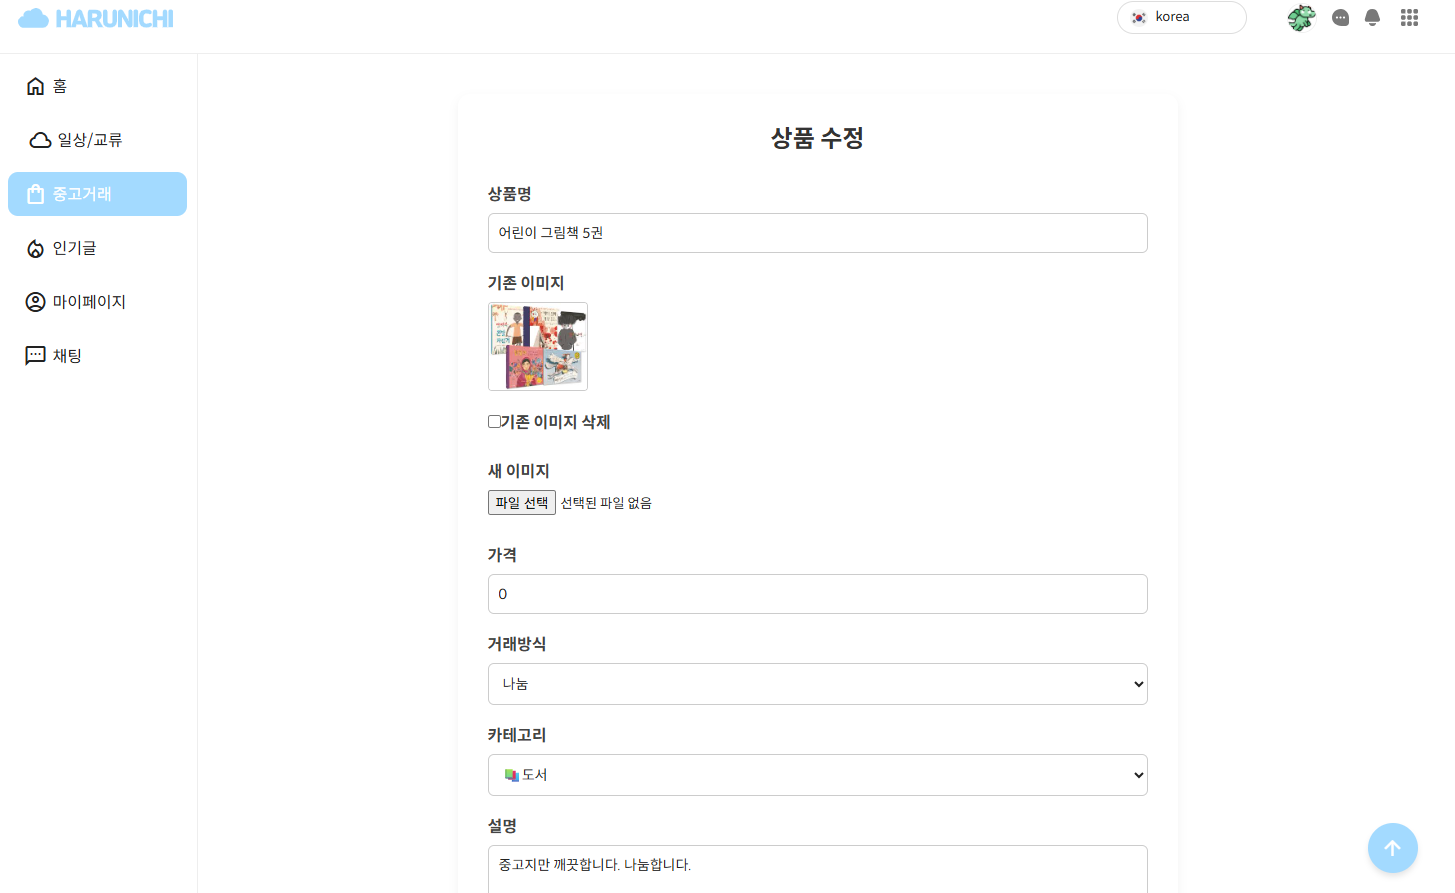 HARUNICHI
korea
홈
일상/교류
중고거래
인기글
마이페이지
채팅
상품 수정
상품명
어린이 그림책 5권
기존 이미지
기존 이미지 삭제
새 이미지
파일 선택 선택된 파일 없음
가격
0
거래방식
나눔
카테고리
도서
설명
중고지만 깨끗합니다. 나눔합니다.